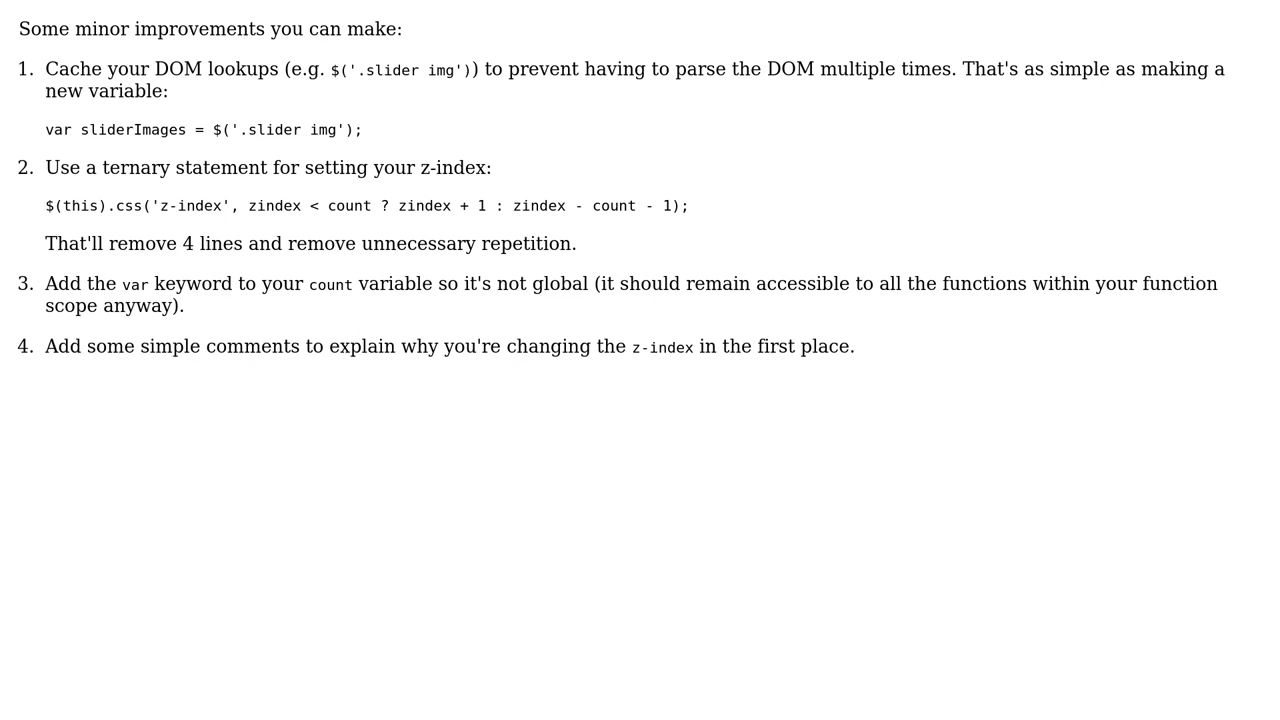 Some minor improvements you can make:
1. Cache your DOM lookups (e.g. $('.slider img')) to prevent having to parse the DOM multiple times. That's as simple as making a
new variable:
var sliderImages = $('.slider img');
2. Use a ternary statement for setting your z-index:
$(this).css('z-index', zindex < count ? zindex + 1 : zindex - count - 1);
That'll remove 4 lines and remove unnecessary repetition.
3. Add the var keyword to your count variable so it's not global (it should remain accessible to all the functions within your function
scope anyway).
4. Add some simple comments to explain why you're changing the z-index in the first place.